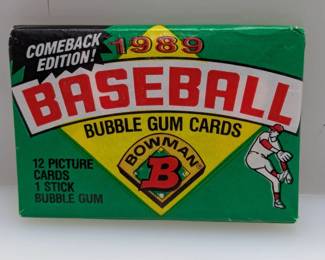 COMEBACK
EDITION!
1989
BASEBALL
BUBBLE GUM CARDS
BOWMAN
B
12 PICTURE
CARDS
1 STICK
BUBBLE GUM